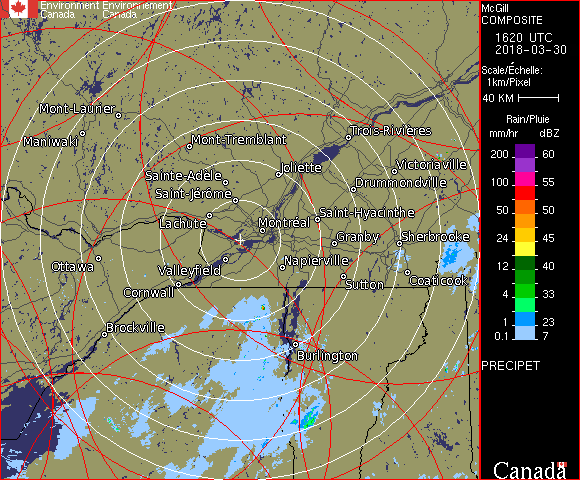 Environment Environnement
Canada Canada
McGill
COMPOSITE
1620 UTC
2018-03-30
Scale/Échelle:
1km/Pixel
40 KM
Rain/Pluie
mm/hr dBZ
200 60
100 55
50 50
24 45
12 40
4 33
1 23
0.1 7
PRECIPET
Canada
Mont-Laurier
Maniwaki
Mont-Tremblant
Trois-Rivières
Sainte-Adèle
Joliette
Victoriaville
Saint-Jérôme
Drummondville
Lachute
Montréal
Saint-Hyacinthe
Granby
Sherbrooke
Ottawa
Valleyfield
Napierville
Cornwall
Sutton
Coaticook
Brockville
Burlington